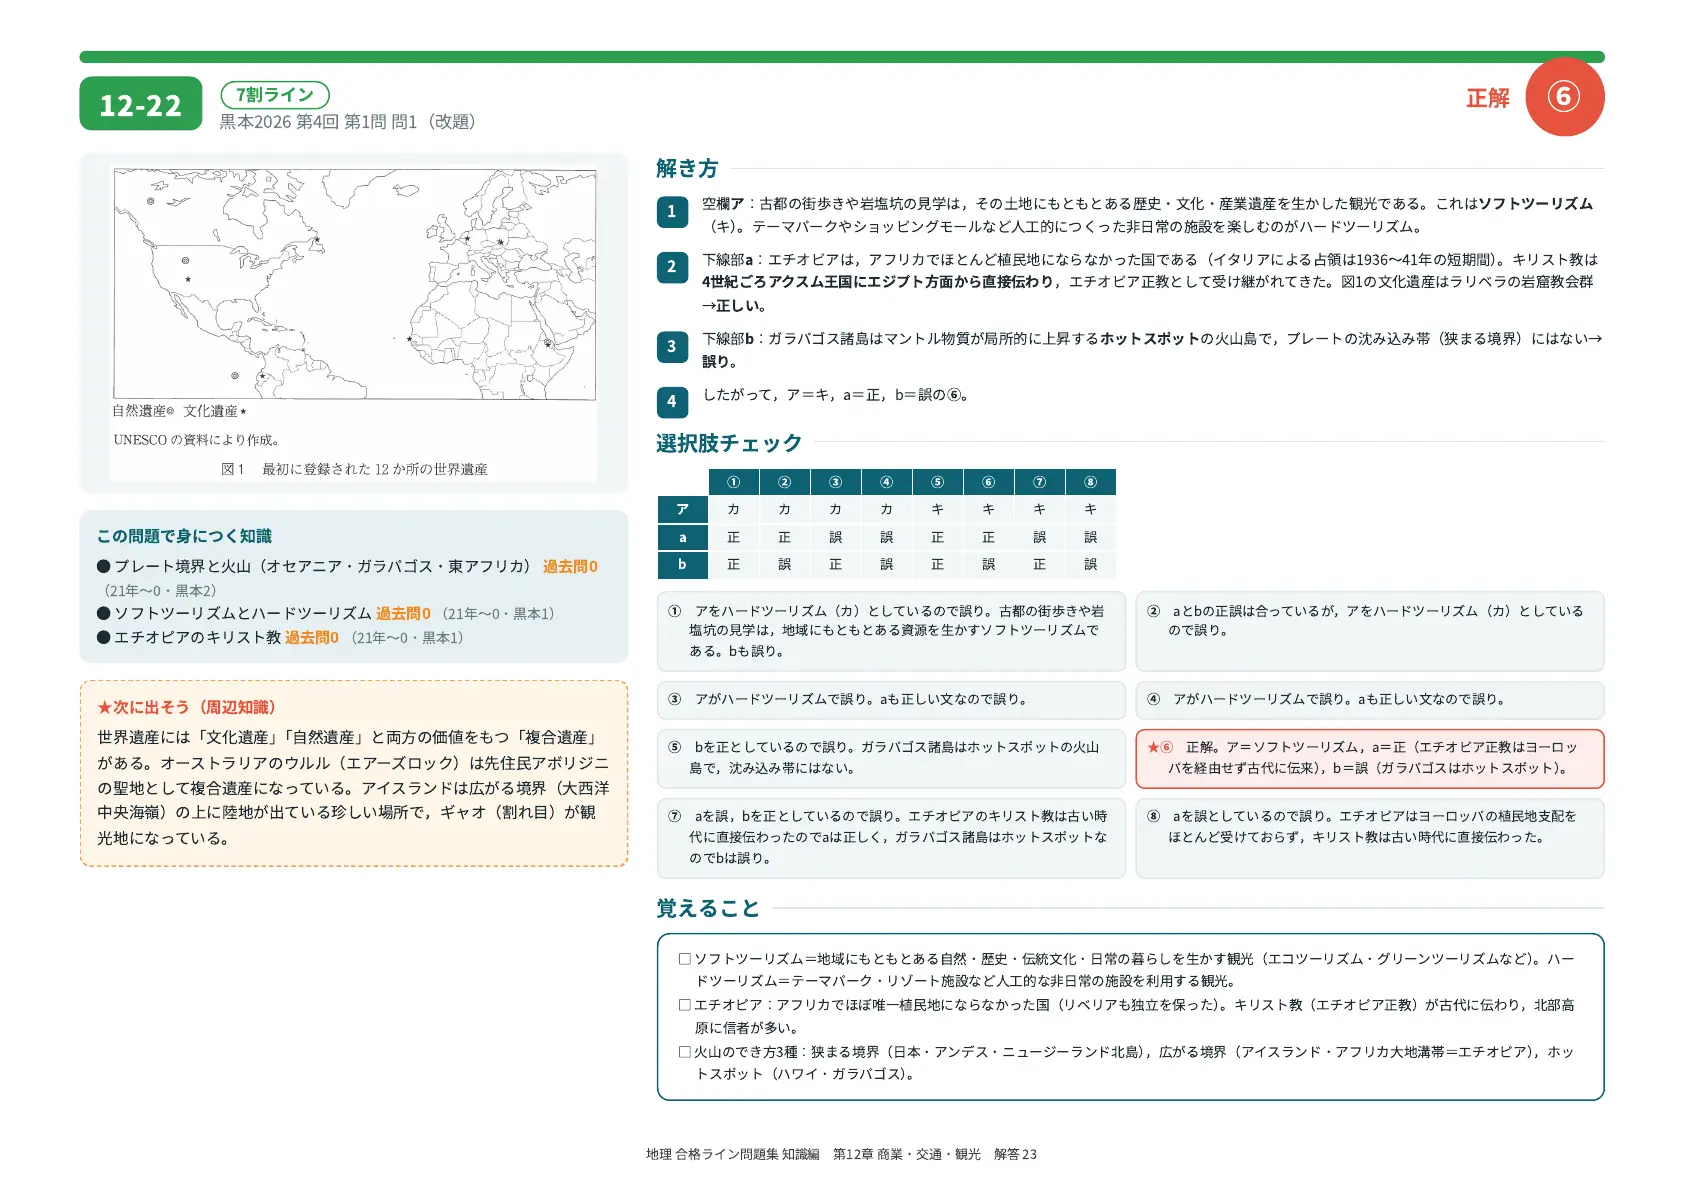 12-22
7割ライン
黒本2026 第4回 第1問 問1（改題）
正解
⑥
自然遺産◎ 文化遺産★
UNESCO の資料により作成。
図1 最初に登録された 12 か所の世界遺産
この問題で身につく知識
● プレート境界と火山（オセアニア・ガラパゴス・東アフリカ） 過去問0
（21年〜0・黒本2）
● ソフトツーリズムとハードツーリズム 過去問0 （21年〜0・黒本1）
● エチオピアのキリスト教 過去問0 （21年〜0・黒本1）
★次に出そう（周辺知識）
世界遺産には「文化遺産」「自然遺産」と両方の価値をもつ「複合遺産」
がある。オーストラリアのウルル（エアーズロック）は先住民アボリジニ
の聖地として複合遺産になっている。アイスランドは広がる境界（大西洋
中央海嶺）の上に陸地が出ている珍しい場所で，ギャオ（割れ目）が観
光地になっている。
解き方
1
空欄ア：古都の街歩きや岩塩坑の見学は，その土地にもともとある歴史・文化・産業遺産を生かした観光である。これはソフトツーリズム
（キ）。テーマパークやショッピングモールなど人工的につくった非日常の施設を楽しむのがハードツーリズム。
2
下線部a：エチオピアは，アフリカでほとんど植民地にならなかった国である（イタリアによる占領は1936〜41年の短期間）。キリスト教は
4世紀ごろアクスム王国にエジプト方面から直接伝わり，エチオピア正教として受け継がれてきた。図1の文化遺産はラリベラの岩窟教会群
→正しい。
3
下線部b：ガラパゴス諸島はマントル物質が局所的に上昇するホットスポットの火山島で，プレートの沈み込み帯（狭まる境界）にはない→
誤り。
4
したがって，ア＝キ，a＝正，b＝誤の⑥。
選択肢チェック
① ② ③ ④ ⑤ ⑥ ⑦ ⑧
ア カ カ カ カ キ キ キ キ
a 正 正 誤 誤 正 正 誤 誤
b 正 誤 正 誤 正 誤 正 誤
① アをハードツーリズム（カ）としているので誤り。古都の街歩きや岩
塩坑の見学は，地域にもともとある資源を生かすソフトツーリズムで
ある。bも誤り。
② aとbの正誤は合っているが，アをハードツーリズム（カ）としている
ので誤り。
③ アがハードツーリズムで誤り。aも正しい文なので誤り。
④ アがハードツーリズムで誤り。aも正しい文なので誤り。
⑤ bを正としているので誤り。ガラパゴス諸島はホットスポットの火山
島で，沈み込み帯にはない。
★⑥ 正解。ア＝ソフトツーリズム，a＝正（エチオピア正教はヨーロッ
パを経由せず古代に伝来），b＝誤（ガラパゴスはホットスポット）。
⑦ aを誤，bを正としているので誤り。エチオピアのキリスト教は古い時
代に直接伝わったのでaは正しく，ガラパゴス諸島はホットスポットな
のでbは誤り。
⑧ aを誤としているので誤り。エチオピアはヨーロッパの植民地支配を
ほとんど受けておらず，キリスト教は古い時代に直接伝わった。
覚えること
□ ソフトツーリズム＝地域にもともとある自然・歴史・伝統文化・日常の暮らしを生かす観光（エコツーリズム・グリーンツーリズムなど）。ハー
ドツーリズム＝テーマパーク・リゾート施設など人工的な非日常の施設を利用する観光。
□ エチオピア：アフリカでほぼ唯一植民地にならなかった国（リベリアも独立を保った）。キリスト教（エチオピア正教）が古代に伝わり，北部高
原に信者が多い。
□ 火山のでき方3種：狭まる境界（日本・アンデス・ニュージーランド北島），広がる境界（アイスランド・アフリカ大地溝帯＝エチオピア），ホッ
トスポット（ハワイ・ガラパゴス）。
地理 合格ライン問題集 知識編 第12章 商業・交通・観光 解答23